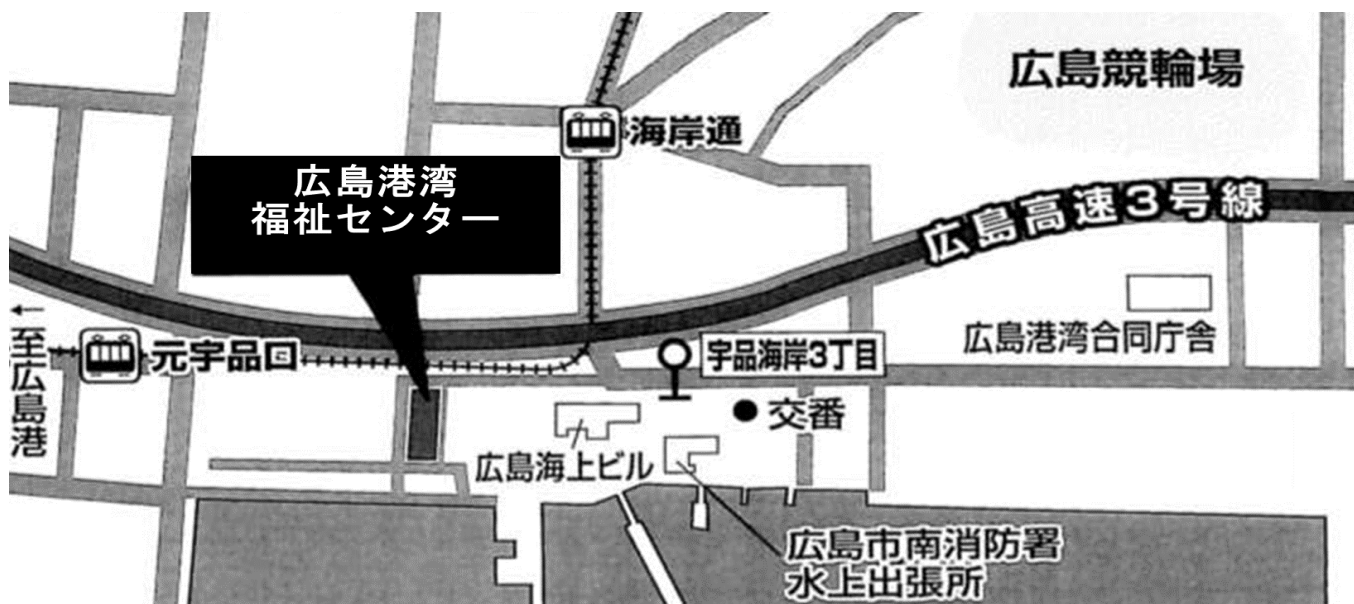 広島競輪場
海岸通
広島港湾
福祉センター
広島高速3号線
広島港湾合同庁舎
←
至広島港
元宇品口
宇品海岸3丁目
交番
広島海上ビル
広島市南消防署
水上出張所